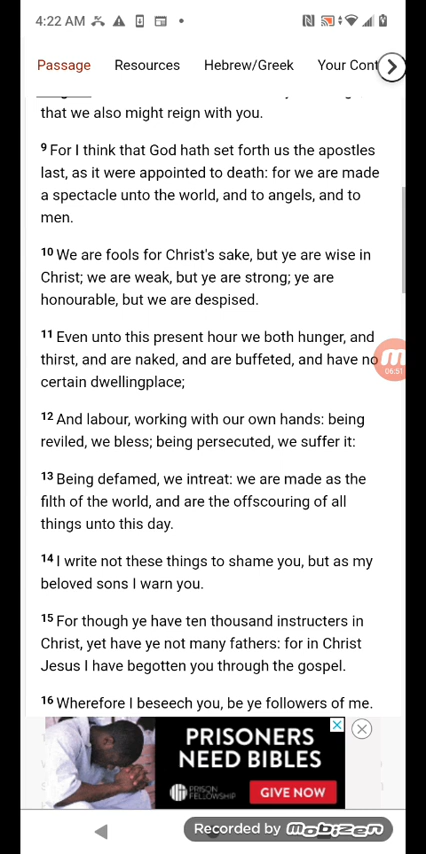 4:22 AM
Passage Resources Hebrew/Greek Your Cont
that we also might reign with you.
9 For I think that God hath set forth us the apostles
last, as it were appointed to death: for we are made
a spectacle unto the world, and to angels, and to
men.
10 We are fools for Christ's sake, but ye are wise in
Christ; we are weak, but ye are strong; ye are
honourable, but we are despised.
11 Even unto this present hour we both hunger, and
thirst, and are naked, and are buffeted, and have no
certain dwellingplace;
06:51
12 And labour, working with our own hands: being
reviled, we bless; being persecuted, we suffer it:
13 Being defamed, we intreat: we are made as the
filth of the world, and are the offscouring of all
things unto this day.
14 I write not these things to shame you, but as my
beloved sons I warn you.
15 For though ye have ten thousand instructers in
Christ, yet have ye not many fathers: for in Christ
Jesus I have begotten you through the gospel.
16 Wherefore I beseech you, be ye followers of me.
PRISONERS
NEED BIBLES
PRISON
FELLOWSHIP
GIVE NOW
Recorded by mobizen